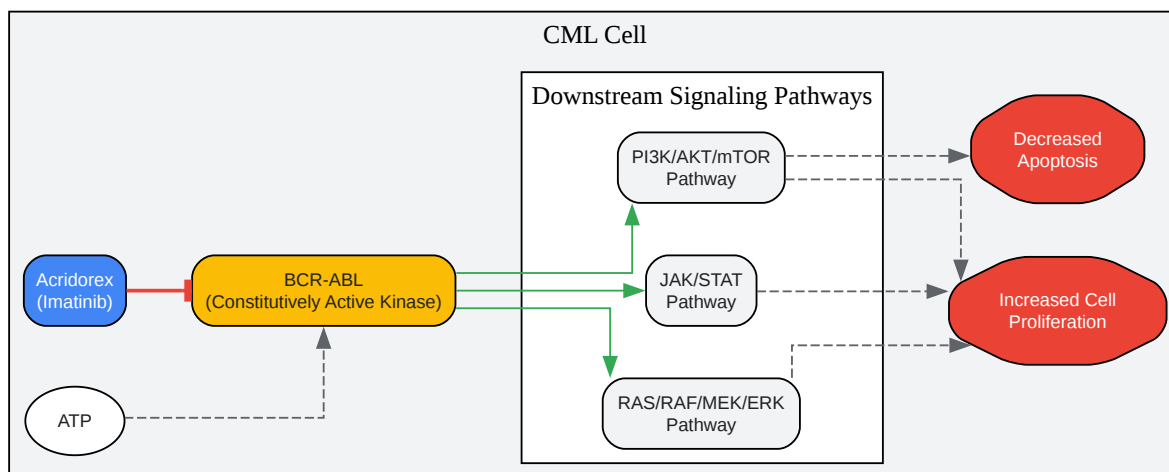 CML Cell
Downstream Signaling Pathways
PI3K/AKT/mTOR
Pathway
Decreased
Apoptosis
Acridorex
(Imatinib)
BCR-ABL
(Constitutively Active Kinase)
JAK/STAT
Pathway
Increased Cell
Proliferation
ATP
RAS/RAF/MEK/ERK
Pathway